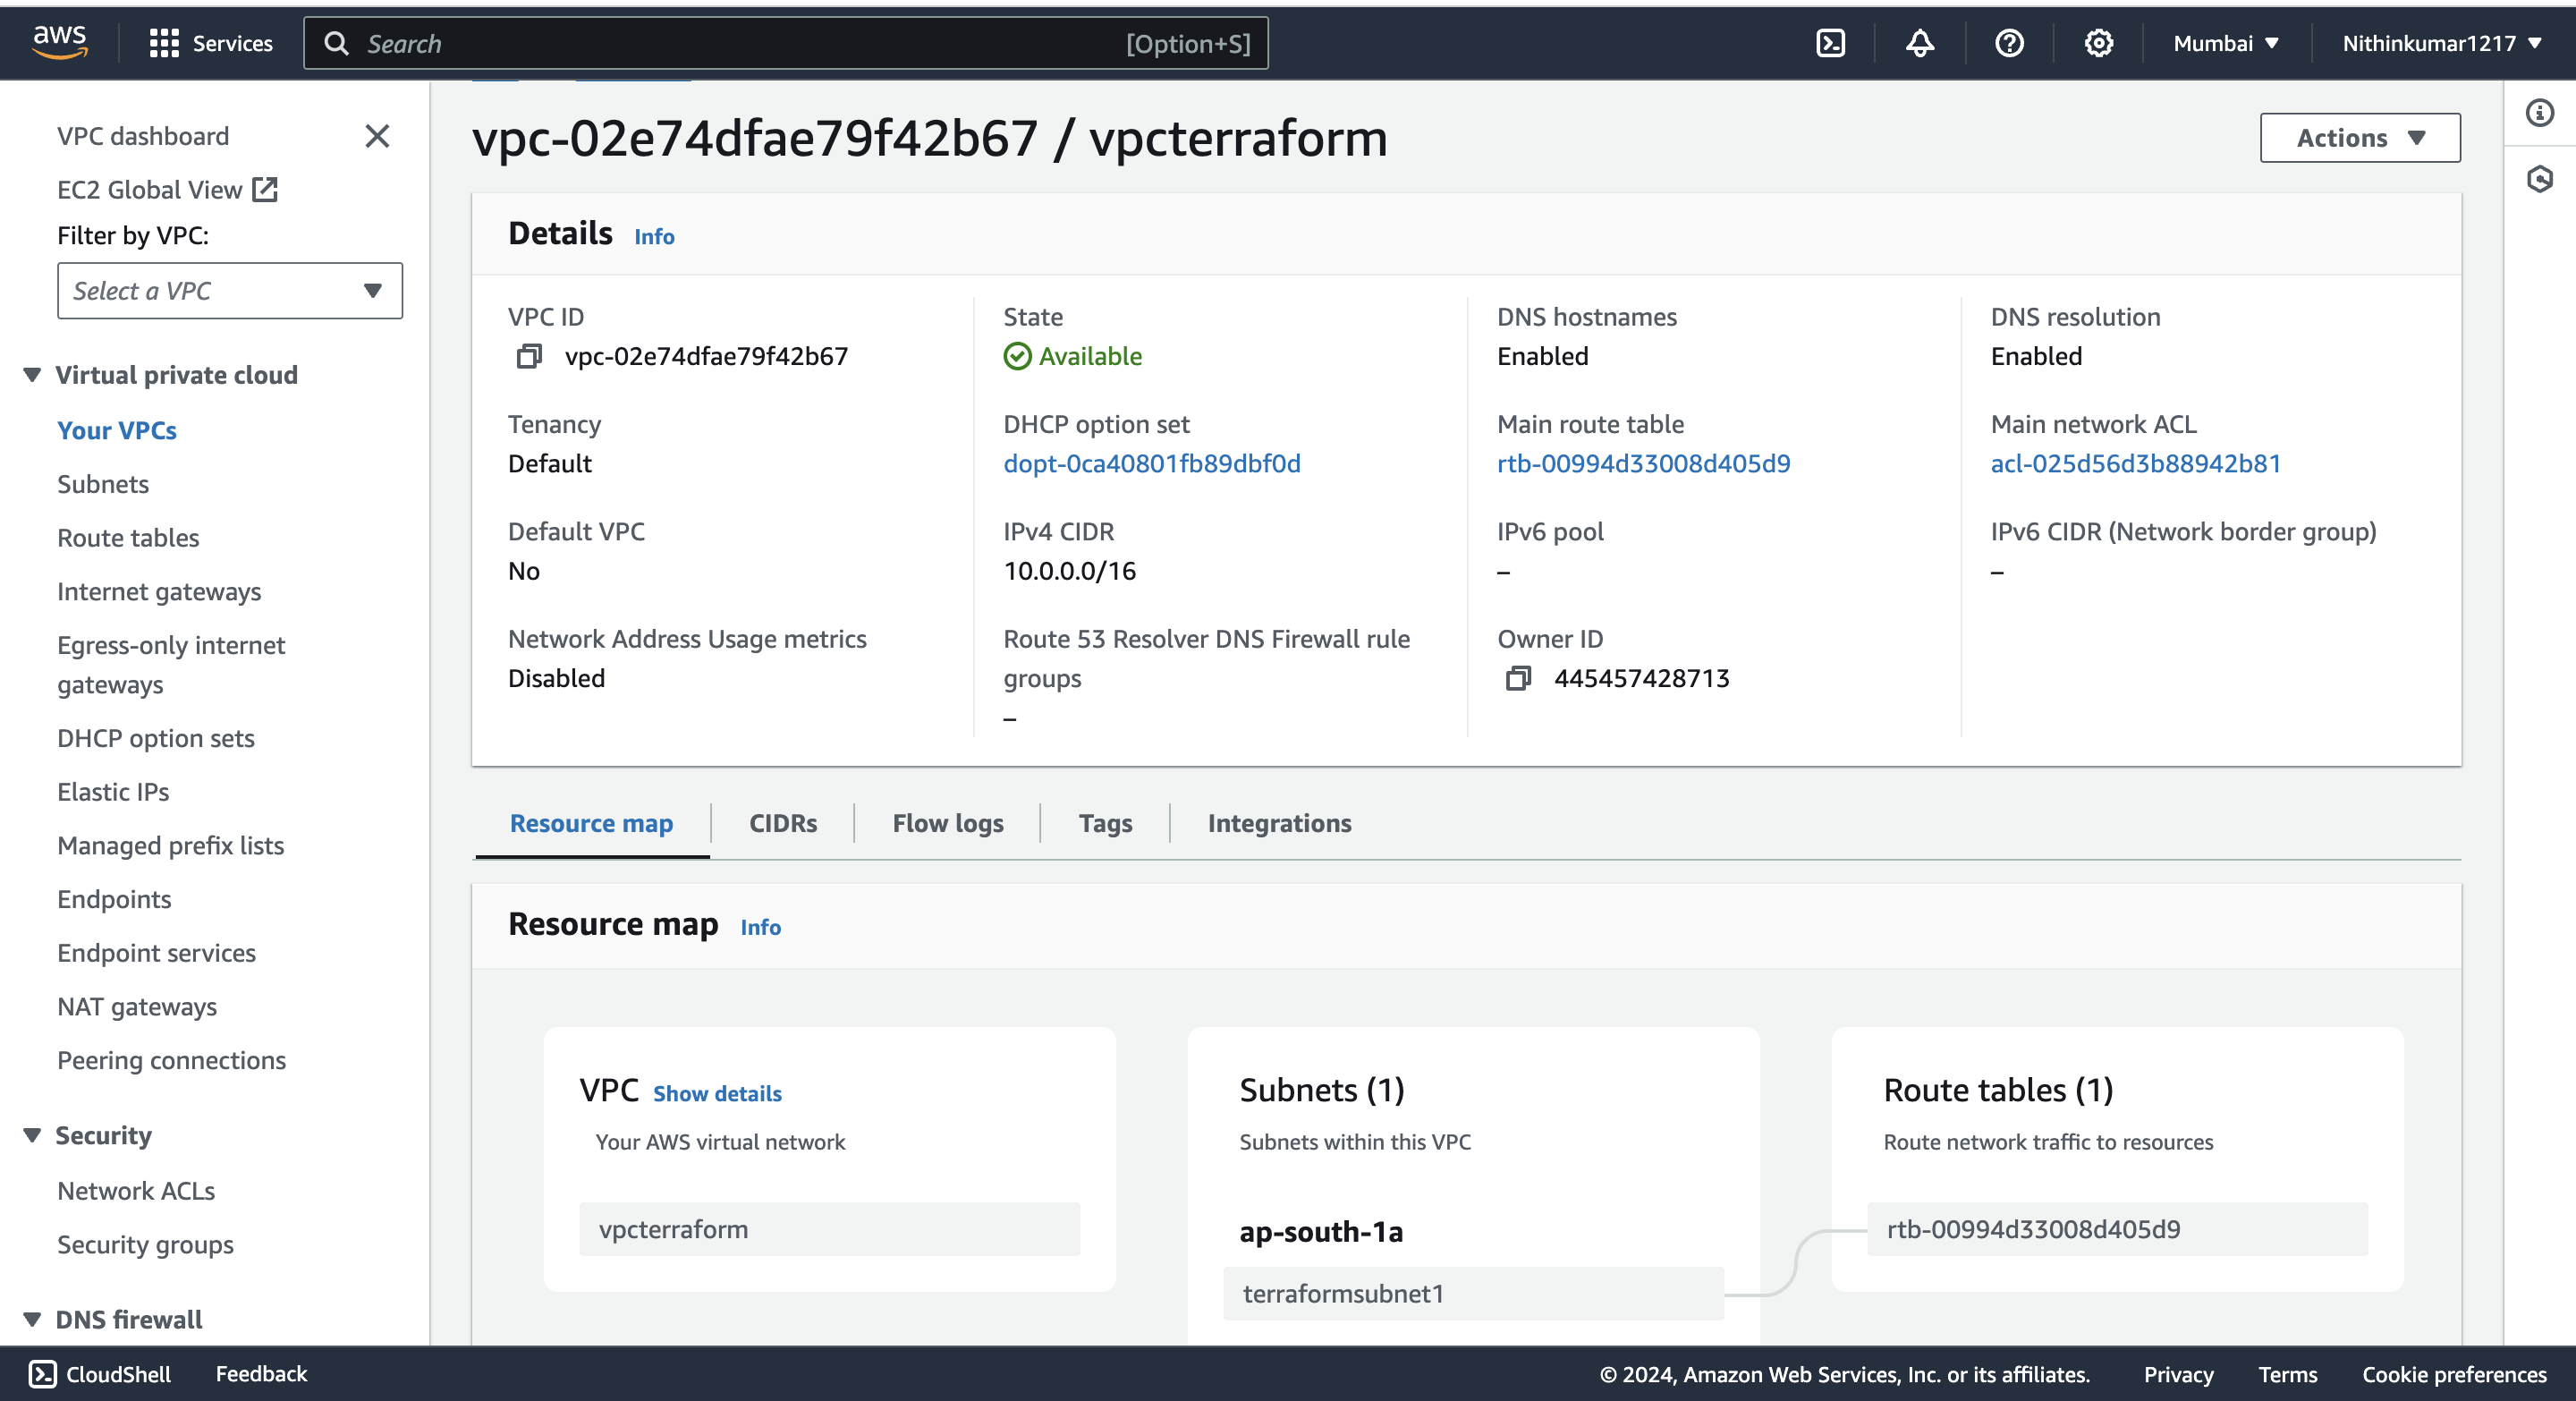 aws
Services
Search
[Option+S]
Mumbai
Nithinkumar1217
VPC dashboard
EC2 Global View
Filter by VPC:
Select a VPC
Virtual private cloud
Your VPCs
Subnets
Route tables
Internet gateways
Egress-only internet
gateways
DHCP option sets
Elastic IPs
Managed prefix lists
Endpoints
Endpoint services
NAT gateways
Peering connections
Security
Network ACLs
Security groups
DNS firewall
vpc-02e74dfae79f42b67 / vpcterraform
Actions
Details Info
VPC ID
vpc-02e74dfae79f42b67
State
Available
DNS hostnames
Enabled
DNS resolution
Enabled
Tenancy
Default
DHCP option set
dopt-0ca40801fb89dbf0d
Main route table
rtb-00994d33008d405d9
Main network ACL
acl-025d56d3b88942b81
Default VPC
No
IPv4 CIDR
10.0.0.0/16
IPv6 pool
–
IPv6 CIDR (Network border group)
–
Network Address Usage metrics
Disabled
Route 53 Resolver DNS Firewall rule
groups
–
Owner ID
445457428713
Resource map
CIDRs
Flow logs
Tags
Integrations
Resource map Info
VPC Show details
Your AWS virtual network
vpcterraform
Subnets (1)
Subnets within this VPC
ap-south-1a
terraformsubnet1
Route tables (1)
Route network traffic to resources
rtb-00994d33008d405d9
CloudShell
Feedback
© 2024, Amazon Web Services, Inc. or its affiliates.
Privacy
Terms
Cookie preferences